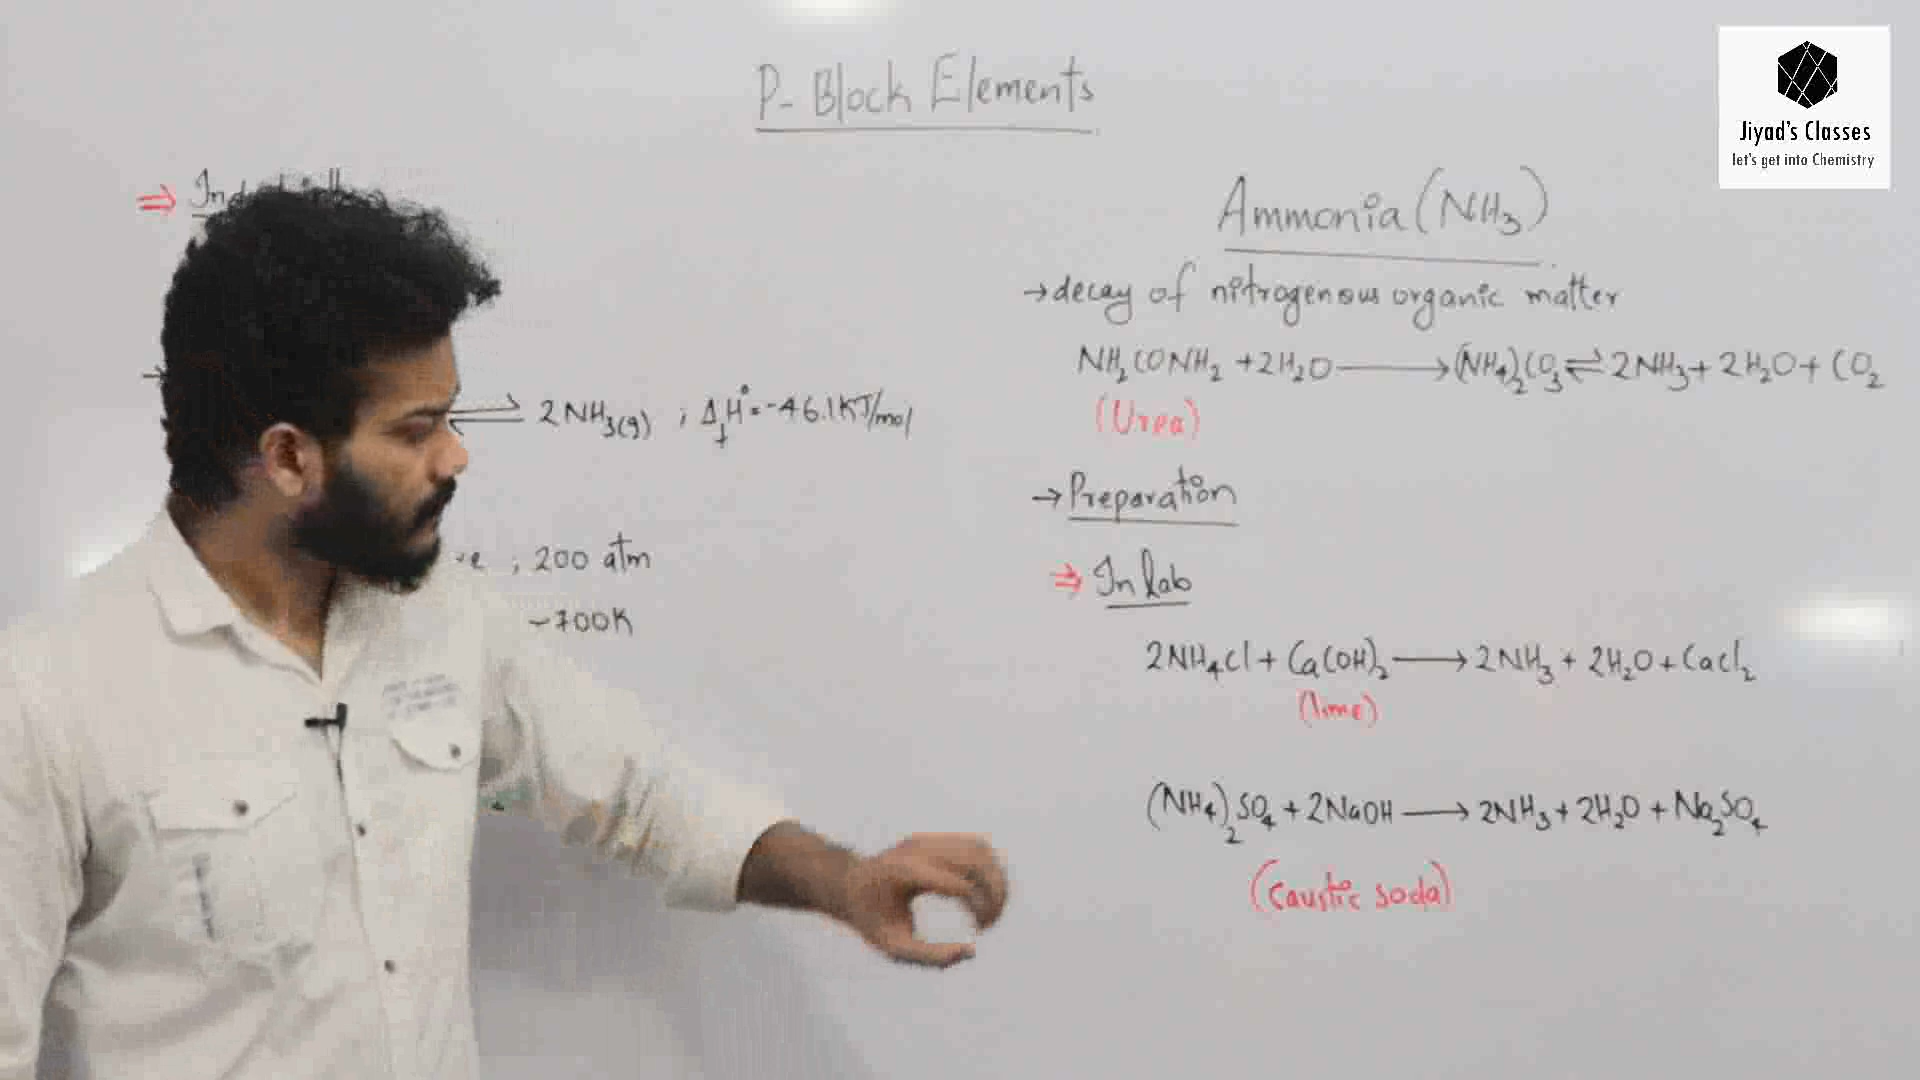 P- Block Elements
Jiyad's Classes
let's get into Chemistry
⇒
→
⇌ 2NH₃(g) ; ΔfH° = -46.1KJ/mol
; 200 atm
~700K
Ammonia (NH₃)
→ decay of nitrogenous organic matter
NH₂CONH₂ + 2H₂O ⟶ (NH₄)₂CO₃ ⇌ 2NH₃ + 2H₂O + CO₂
(Urea)
→ Preparation
⇒ In lab
2NH₄Cl + Ca(OH)₂ ⟶ 2NH₃ + 2H₂O + CaCl₂
(lime)
(NH₄)₂SO₄ + 2NaOH ⟶ 2NH₃ + 2H₂O + Na₂SO₄
(Caustic soda)